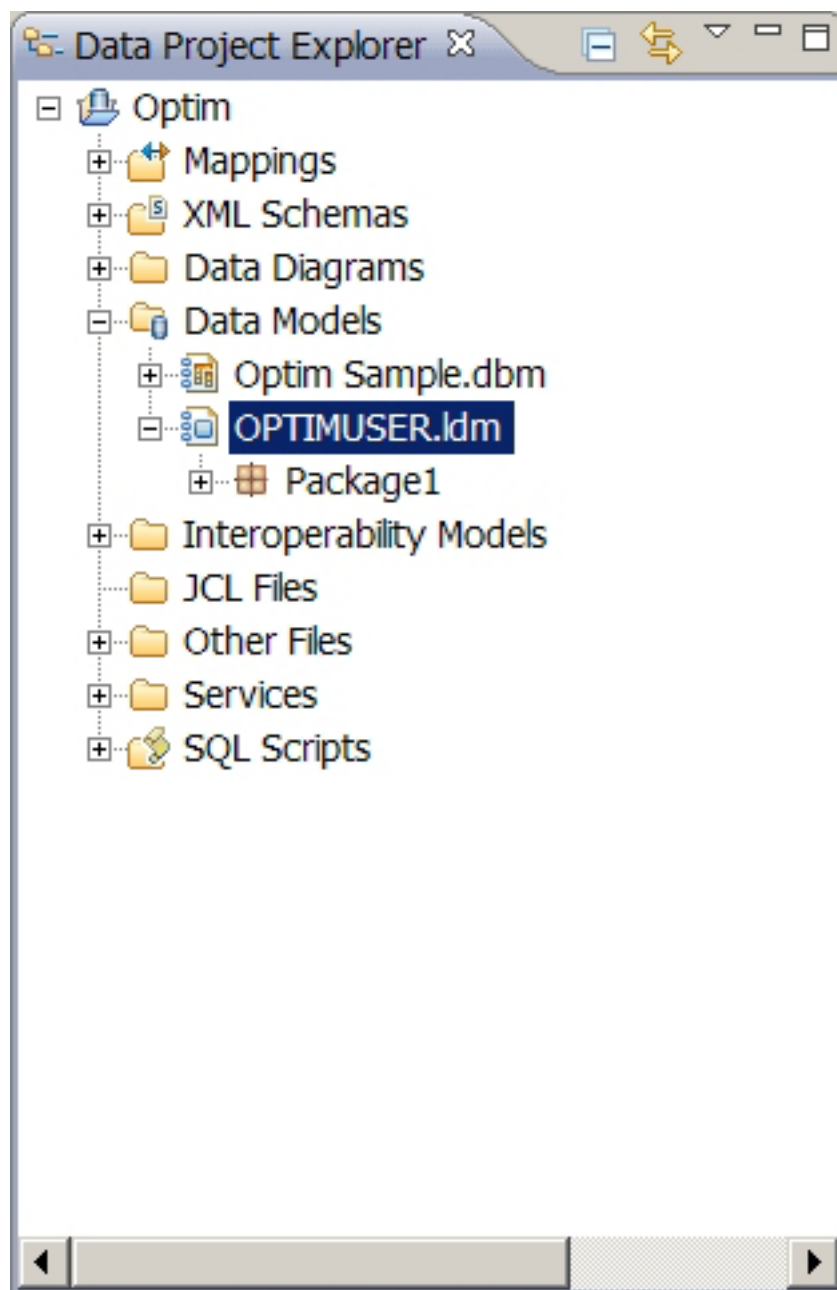 Data Project Explorer
Optim
Mappings
XML Schemas
Data Diagrams
Data Models
Optim Sample.dbm
OPTIMUSER.ldm
Package1
Interoperability Models
JCL Files
Other Files
Services
SQL Scripts